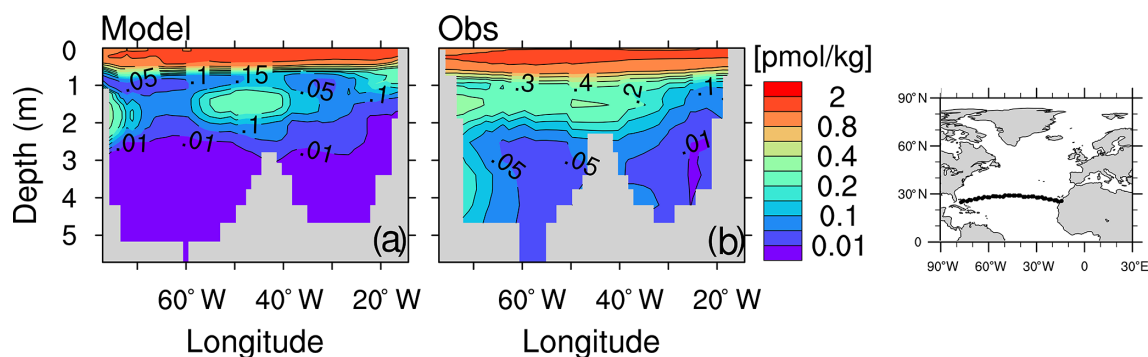 Model
Obs
[pmol/kg]
0
1
2
3
4
5
Depth (m)
.05
.1
.15
.05
.1
.1
.01
.01
.01
(a)
60° W
40° W
20° W
Longitude
.3
.4
.2
.1
.05
.05
.01
(b)
60° W
40° W
20° W
Longitude
2
0.8
0.4
0.2
0.1
0.01
90°N
60°N
30°N
0
90°W
60°W
30°W
0
30°E